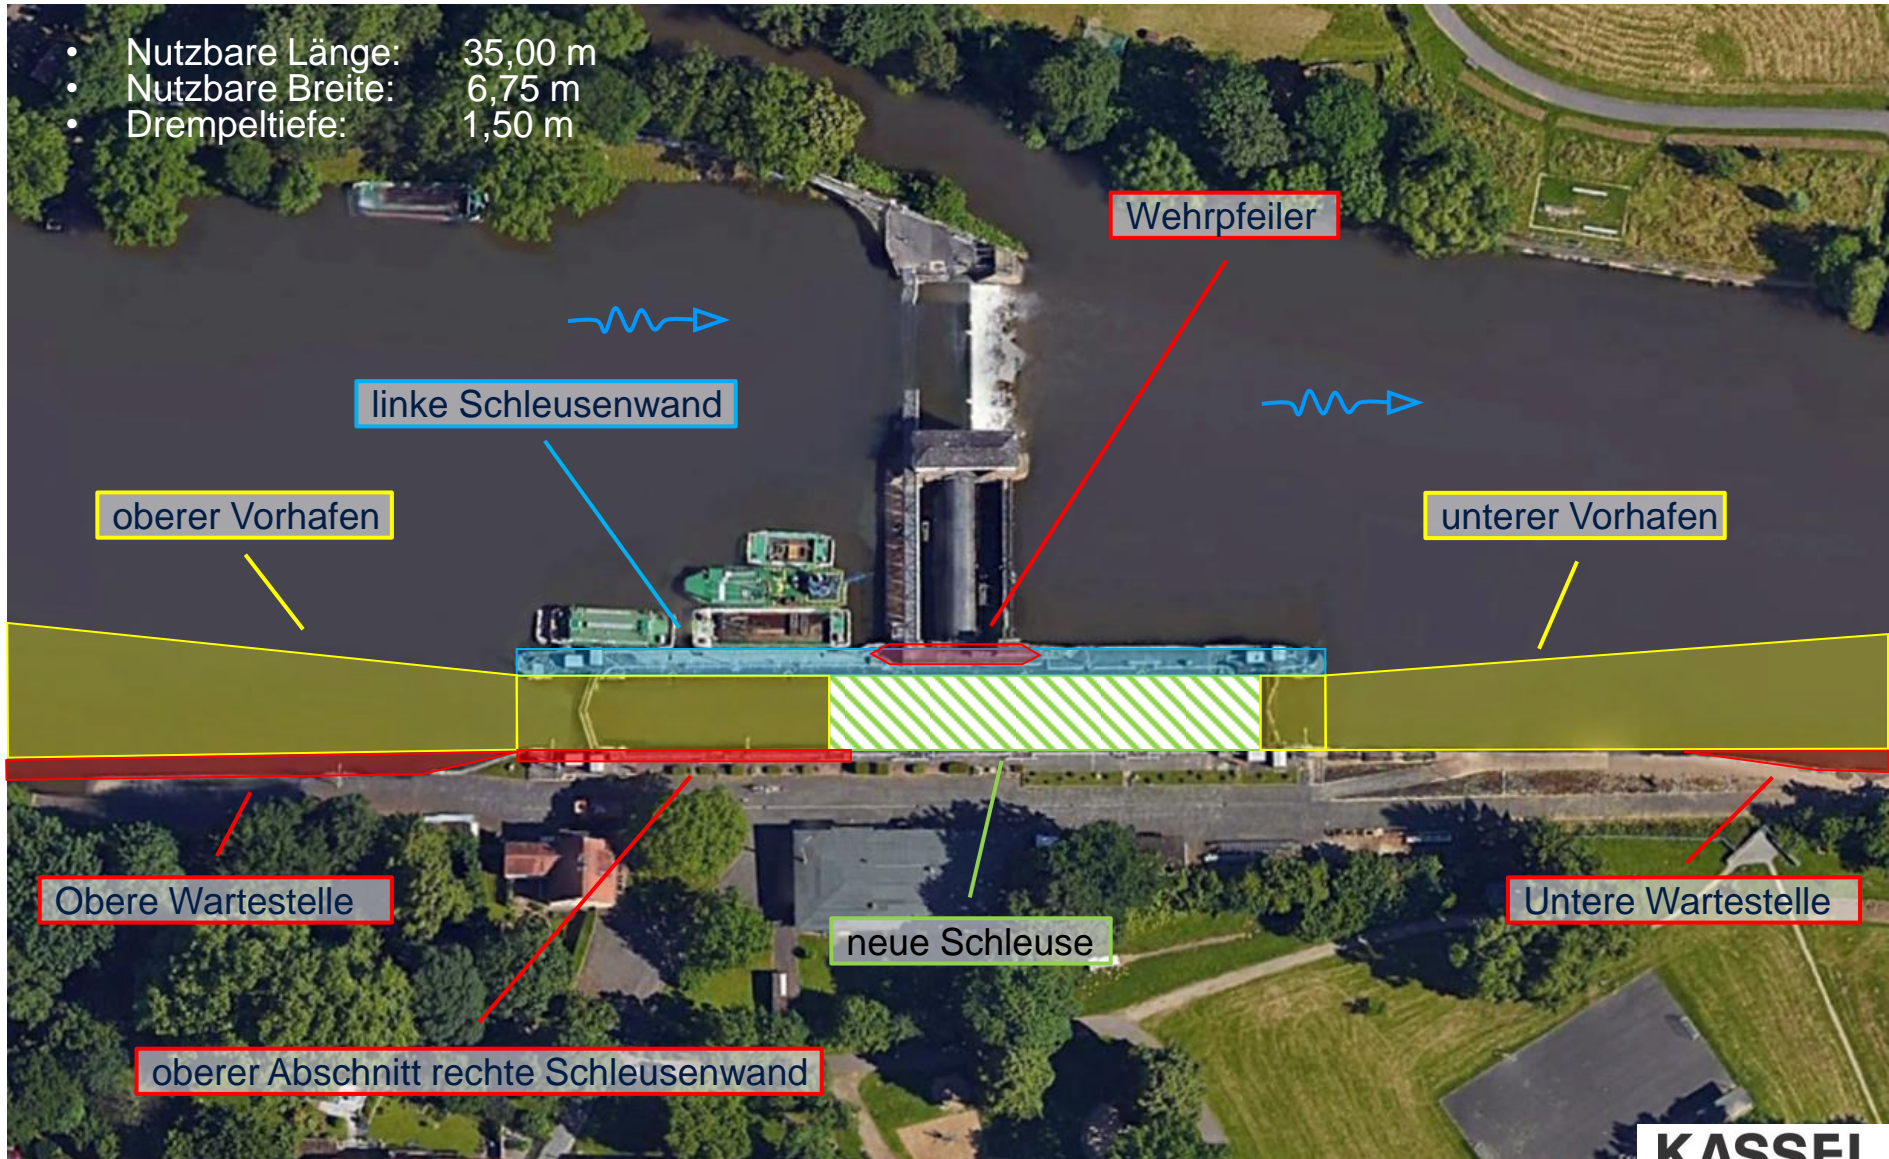 • Nutzbare Länge: 35,00 m
• Nutzbare Breite: 6,75 m
• Drempeltiefe: 1,50 m
Wehrpfeiler
linke Schleusenwand
oberer Vorhafen
unterer Vorhafen
Obere Wartestelle
Untere Wartestelle
neue Schleuse
oberer Abschnitt rechte Schleusenwand
KASSEL